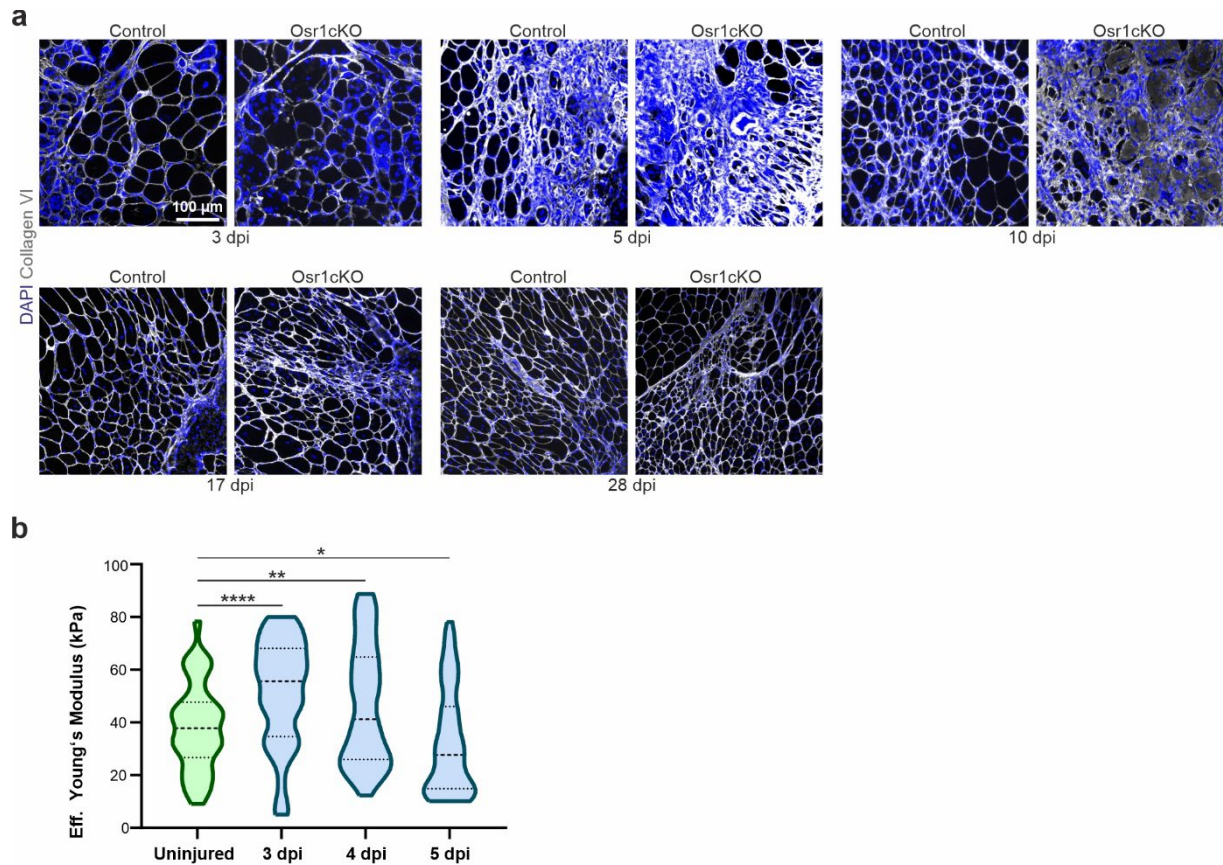 a
Control Osr1cKO Control Osr1cKO Control Osr1cKO
DAPI Collagen VI
100 µm
3 dpi 5 dpi 10 dpi
Control Osr1cKO Control Osr1cKO
17 dpi 28 dpi
b
*
**
****
Eff. Young‘s Modulus (kPa)
100
80
60
40
20
0
Uninjured 3 dpi 4 dpi 5 dpi